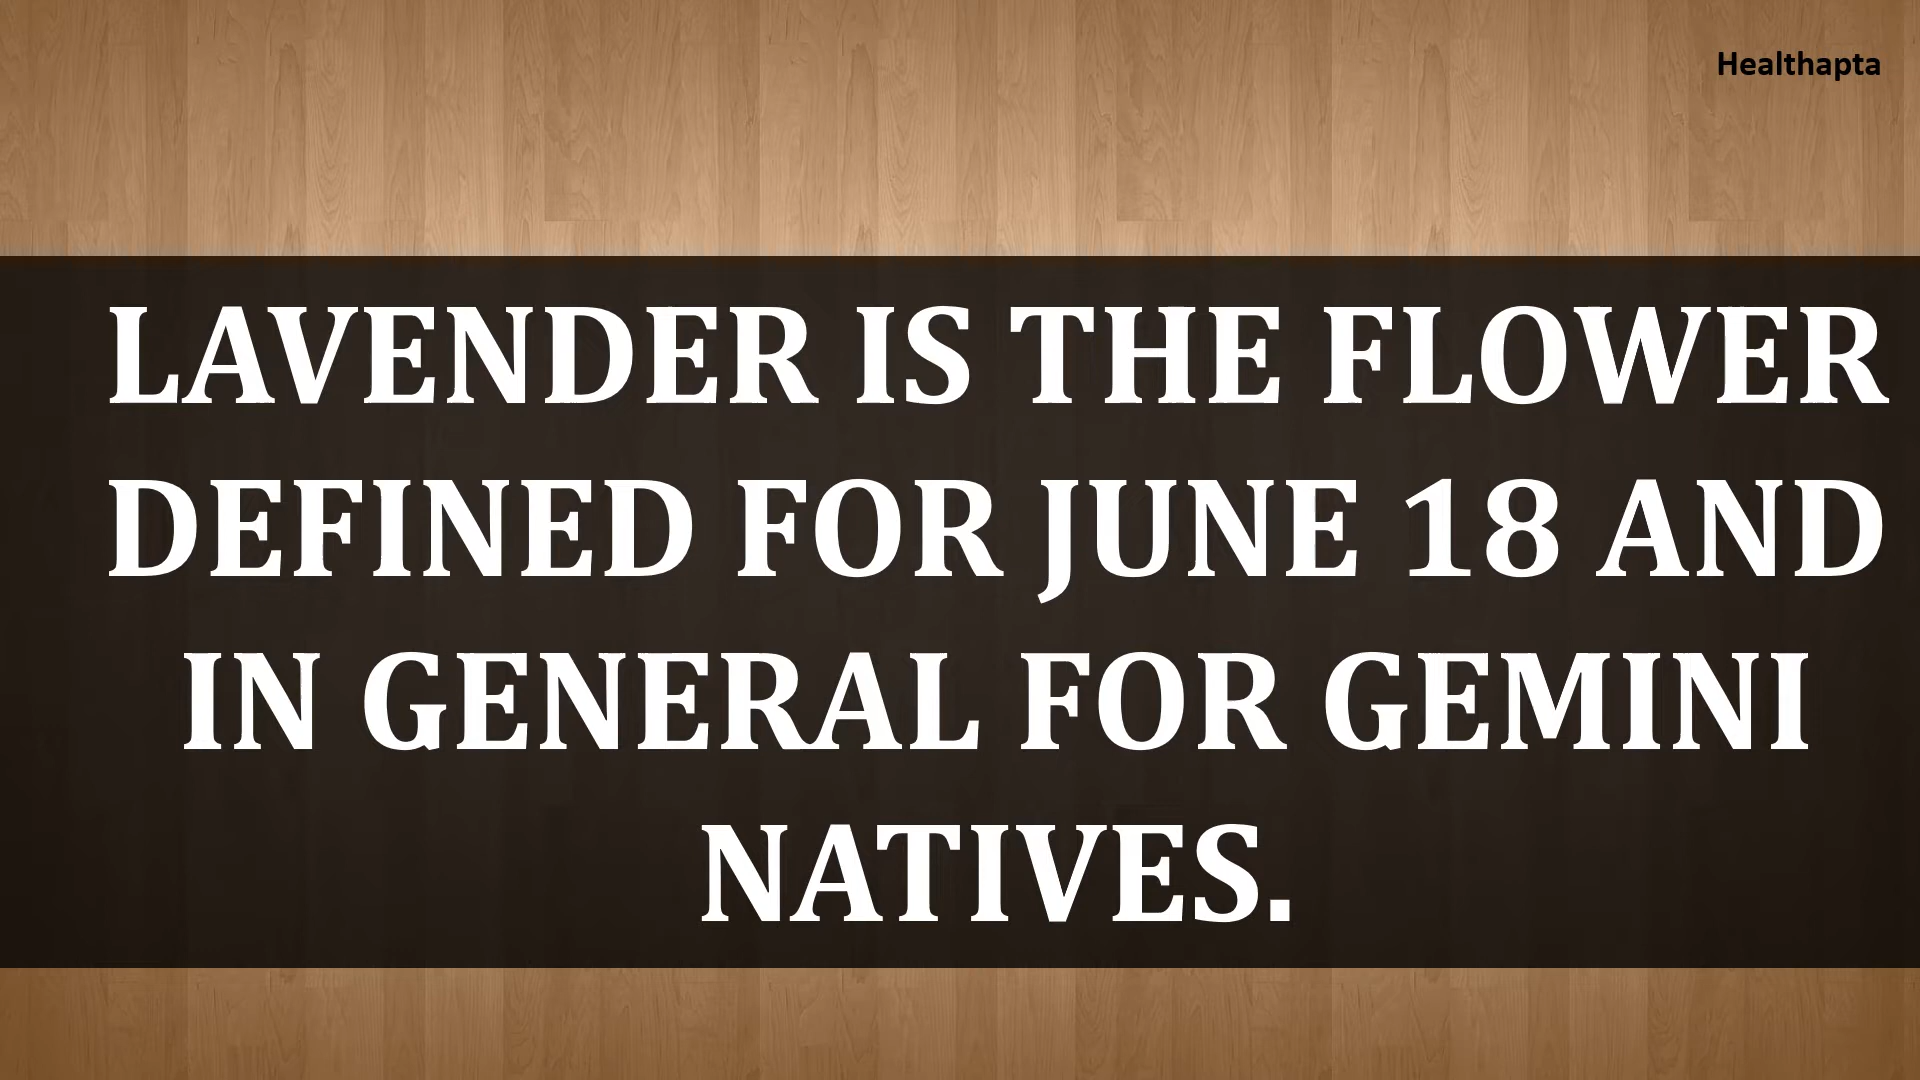 Healthapta
LAVENDER IS THE FLOWER
DEFINED FOR JUNE 18 AND
IN GENERAL FOR GEMINI
NATIVES.